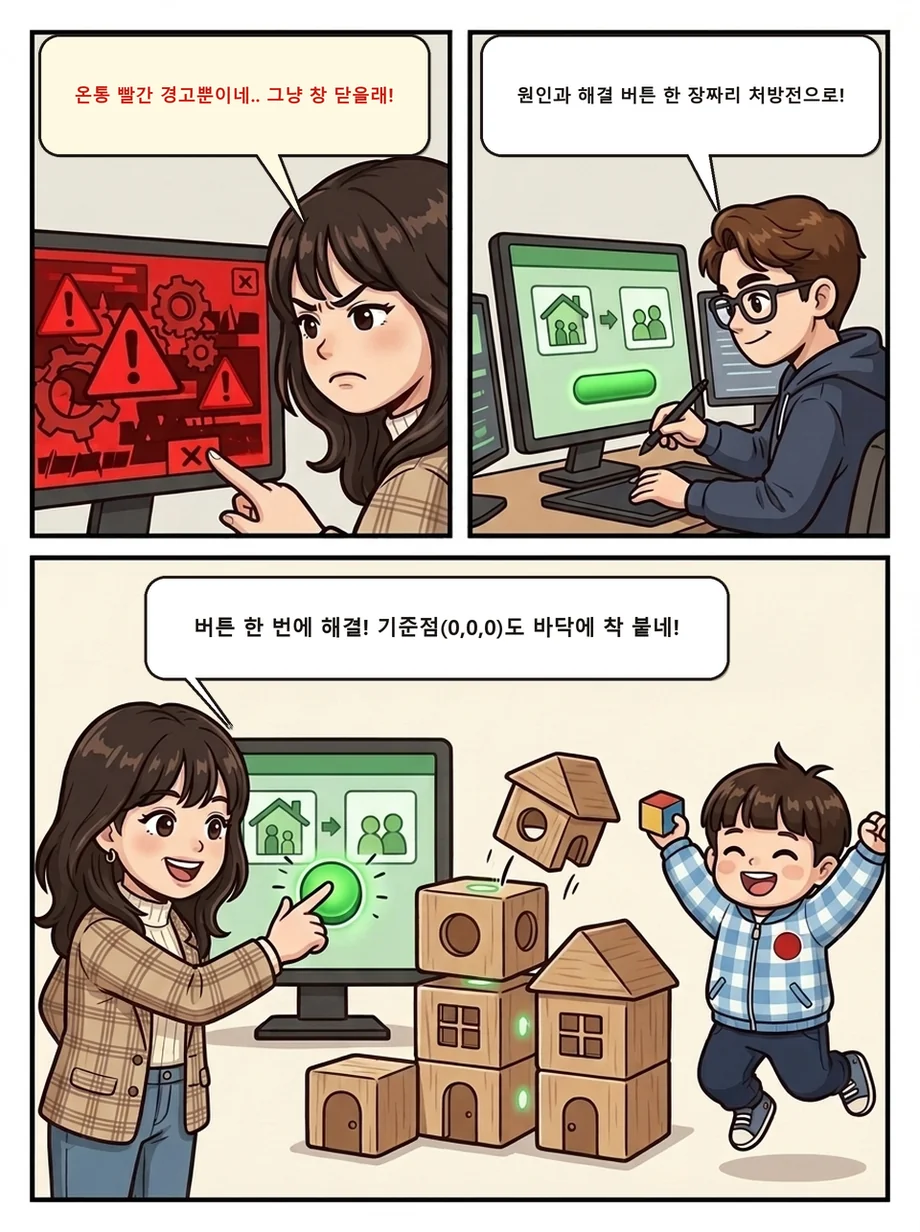 온통 빨간 경고뿐이네.. 그냥 창 닫을래!
원인과 해결 버튼 한 장짜리 처방전으로!
버튼 한 번에 해결! 기준점(0,0,0)도 바닥에 착 붙네!